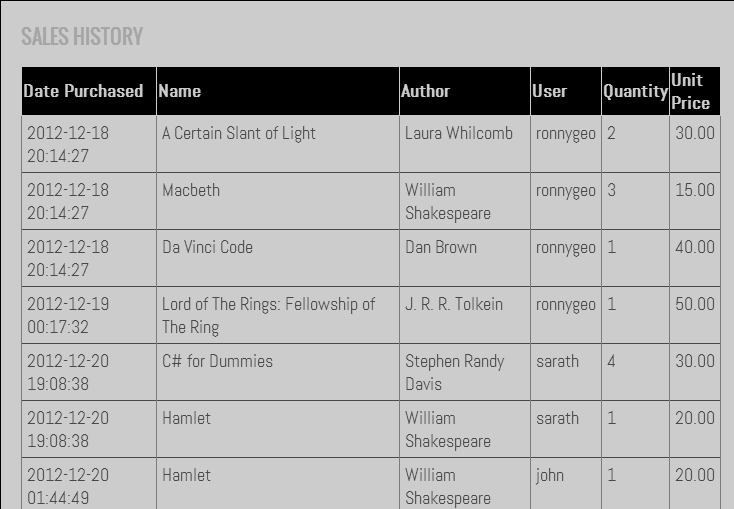 SALES HISTORY
Date Purchased Name Author User Quantity Unit Price
2012-12-18 20:14:27 A Certain Slant of Light Laura Whilcomb ronnygeo 2 30.00
2012-12-18 20:14:27 Macbeth William Shakespeare ronnygeo 3 15.00
2012-12-18 20:14:27 Da Vinci Code Dan Brown ronnygeo 1 40.00
2012-12-19 00:17:32 Lord of The Rings: Fellowship of The Ring J. R. R. Tolkein ronnygeo 1 50.00
2012-12-20 19:08:38 C# for Dummies Stephen Randy Davis sarath 4 30.00
2012-12-20 19:08:38 Hamlet William Shakespeare sarath 1 20.00
2012-12-20 01:44:49 Hamlet William Shakespeare john 1 20.00